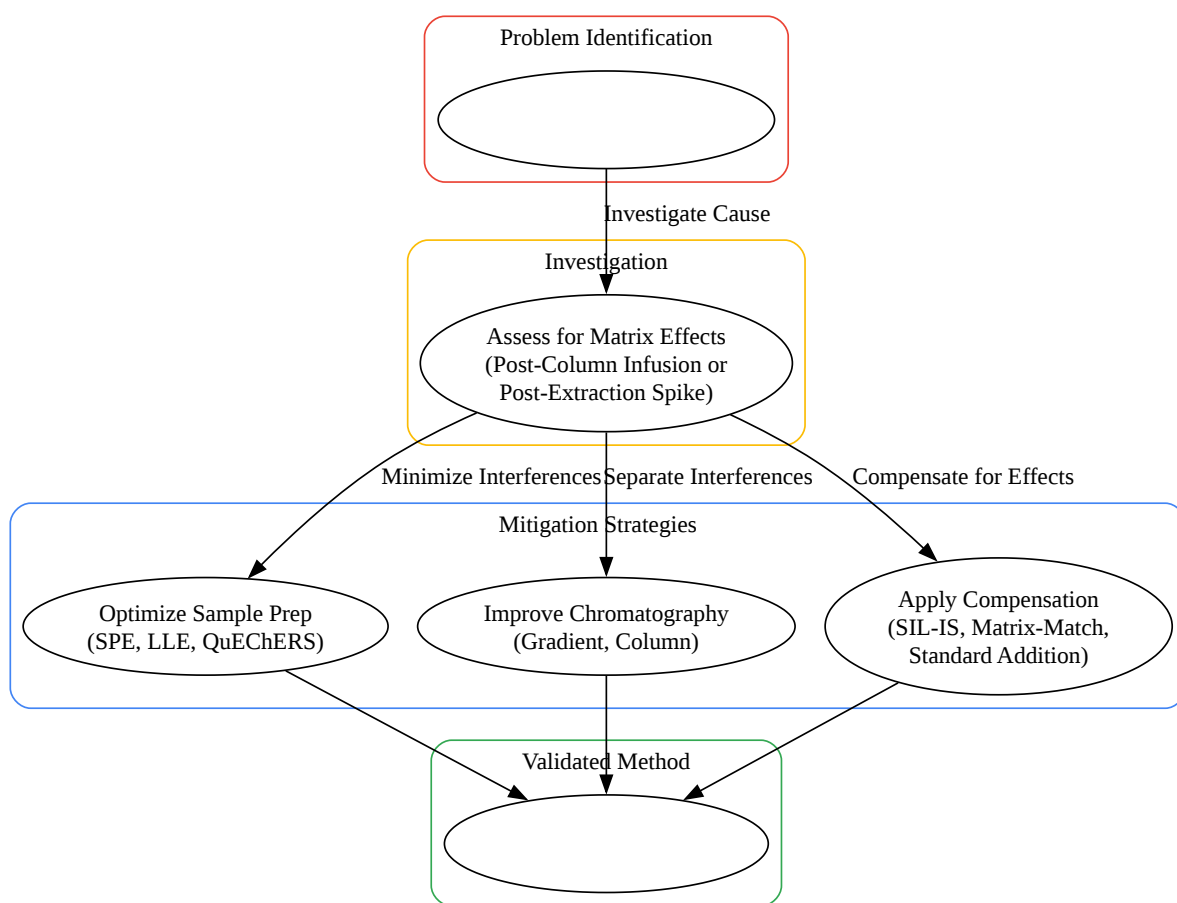 Problem Identification
Investigate Cause
Investigation
Assess for Matrix Effects
(Post-Column Infusion or
Post-Extraction Spike)
Minimize Interferences
Separate Interferences
Compensate for Effects
Mitigation Strategies
Optimize Sample Prep
(SPE, LLE, QuEChERS)
Improve Chromatography
(Gradient, Column)
Apply Compensation
(SIL-IS, Matrix-Match,
Standard Addition)
Validated Method